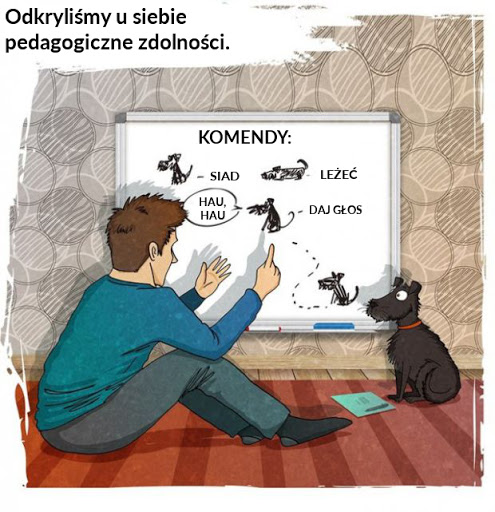 Odkryliśmy u siebie
pedagogiczne zdolności.
KOMENDY:
- SIAD
- LEŻEĆ
HAU,
HAU
- DAJ GŁOS